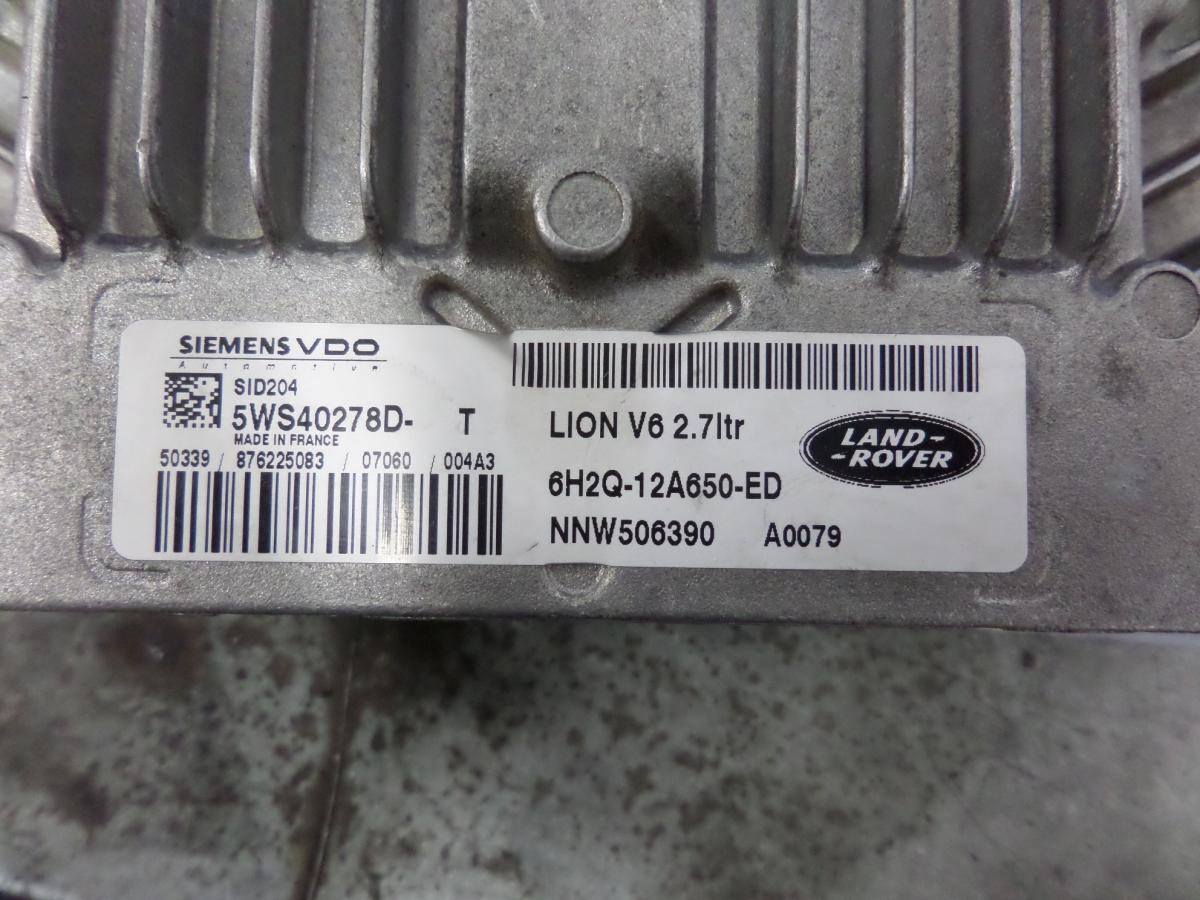 SIEMENS VDO
Automotive
SID204
5WS40278D- T
MADE IN FRANCE
50339 / 876225083 / 07060 / 004A3
LION V6 2.7ltr
LAND-
-ROVER
6H2Q-12A650-ED
NNW506390 A0079